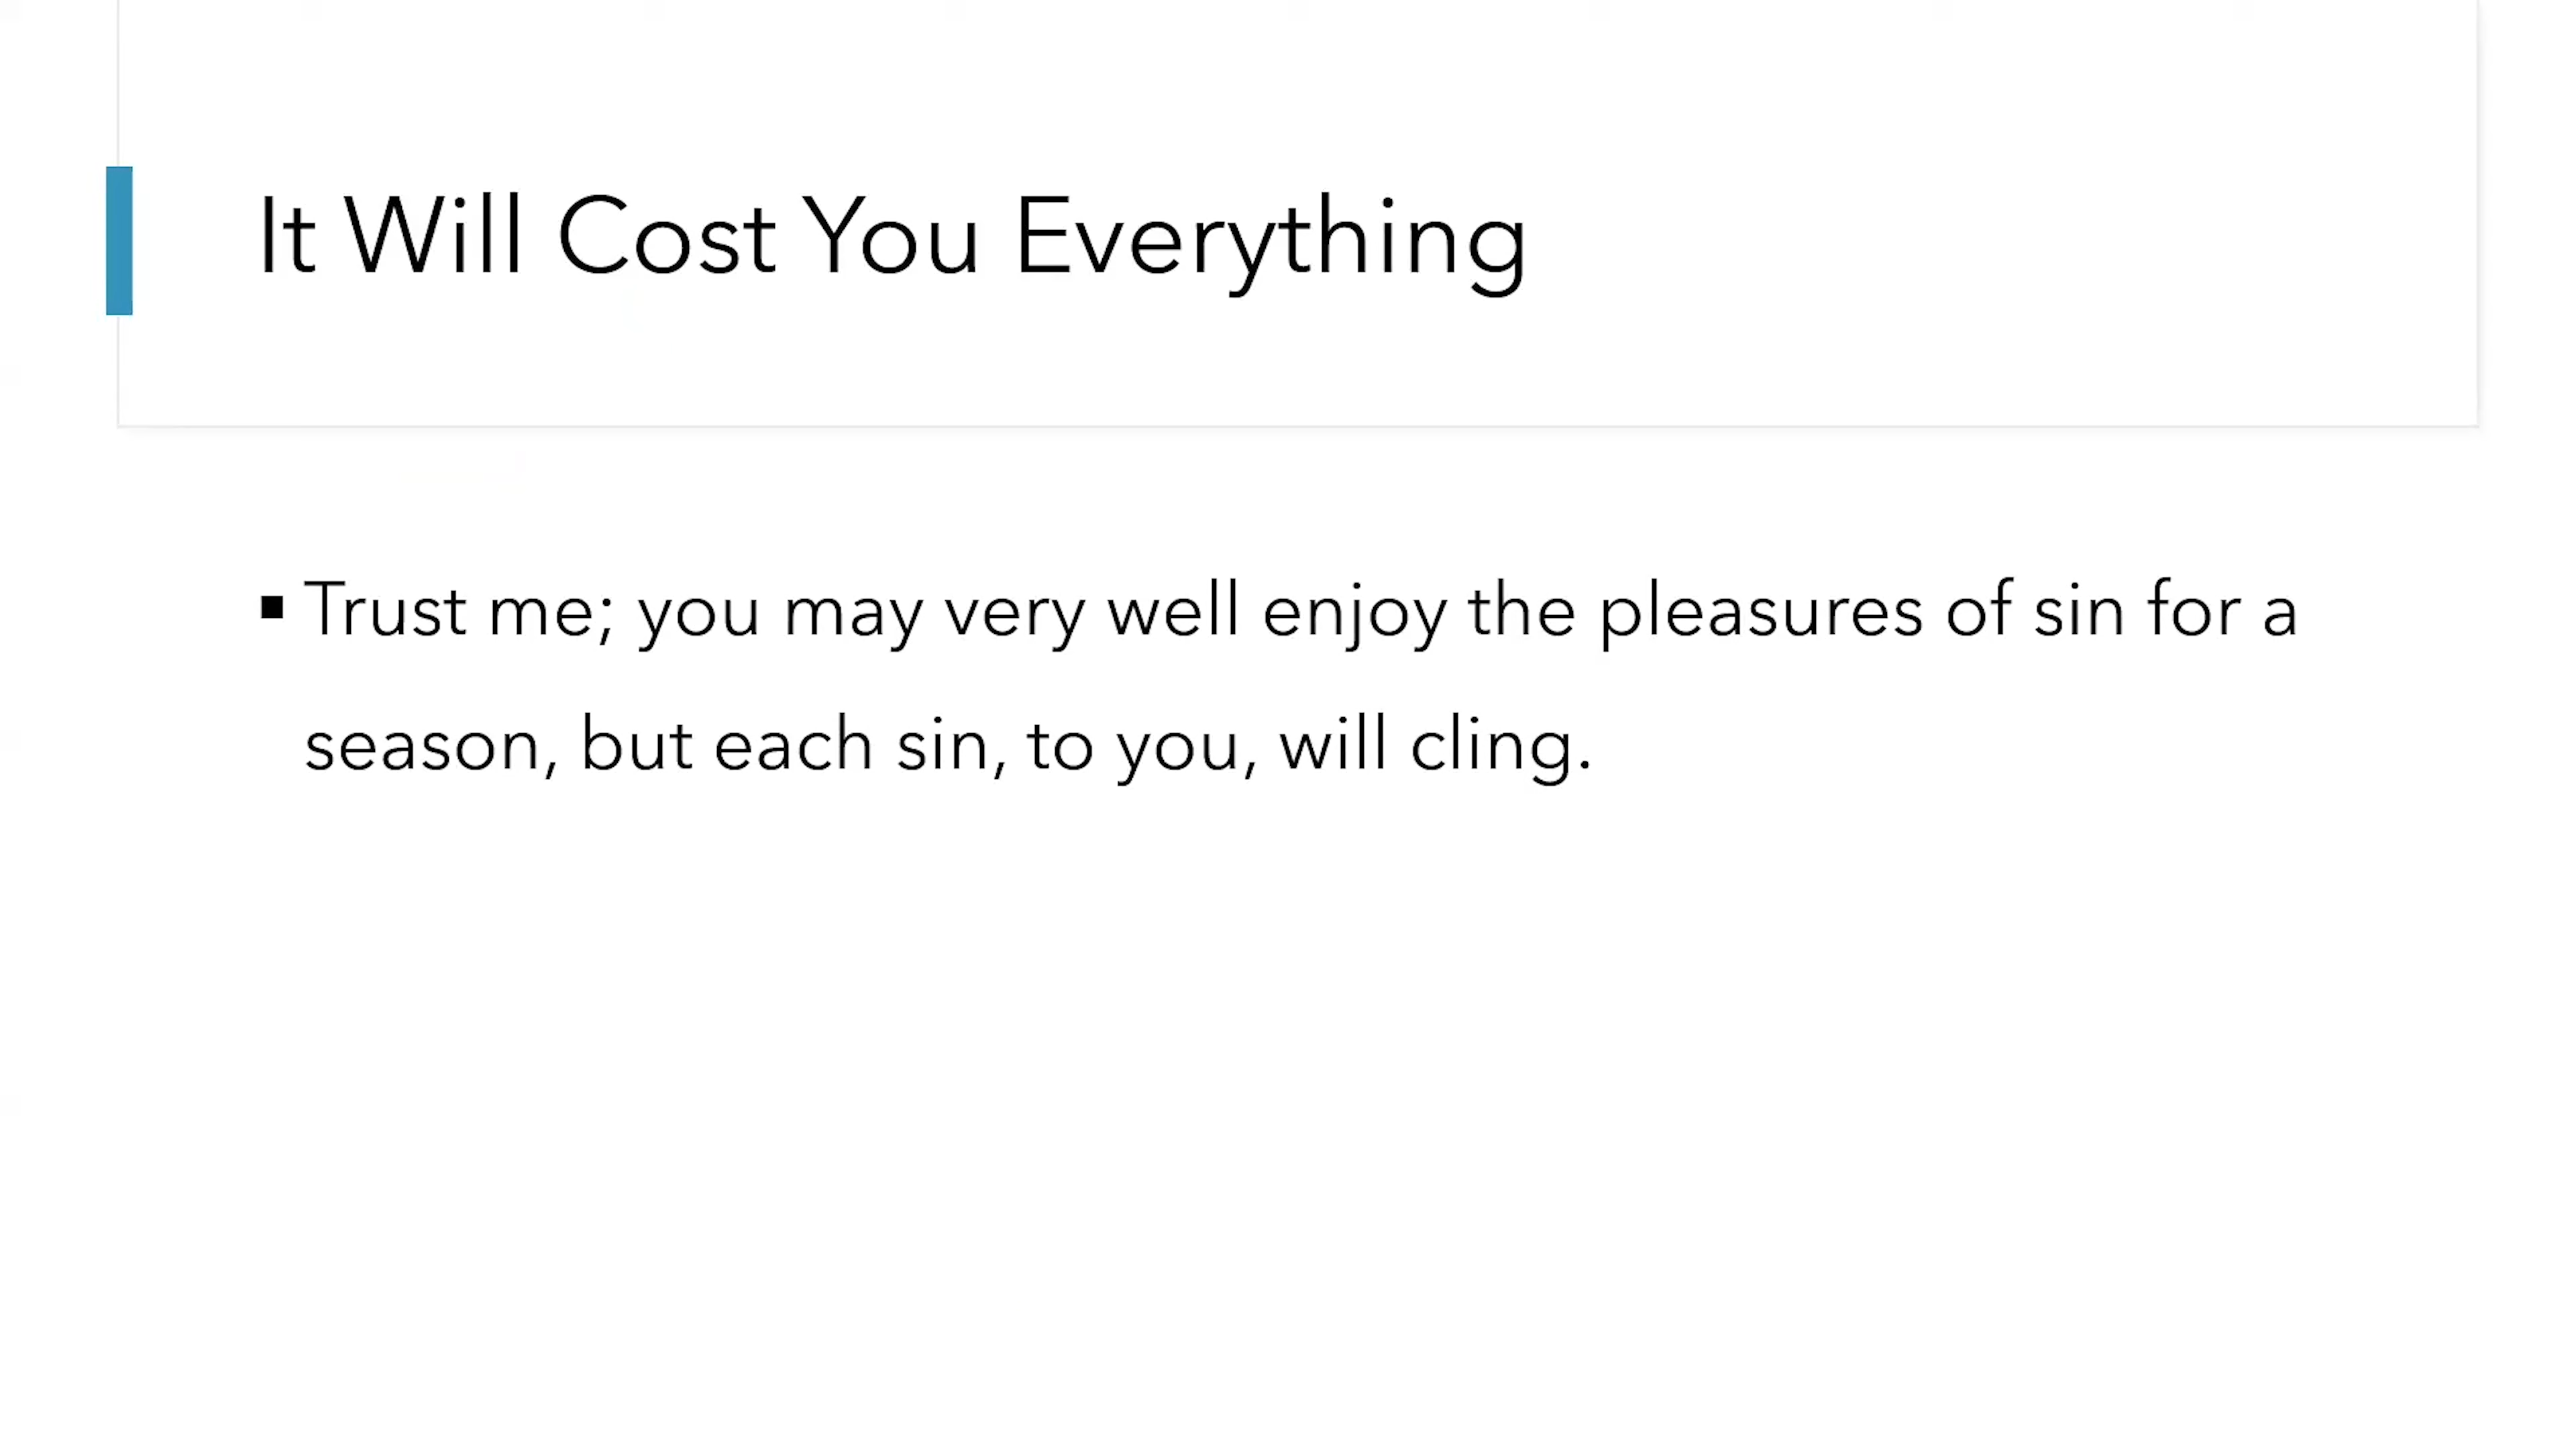 It Will Cost You Everything
▪ Trust me; you may very well enjoy the pleasures of sin for a
season, but each sin, to you, will cling.